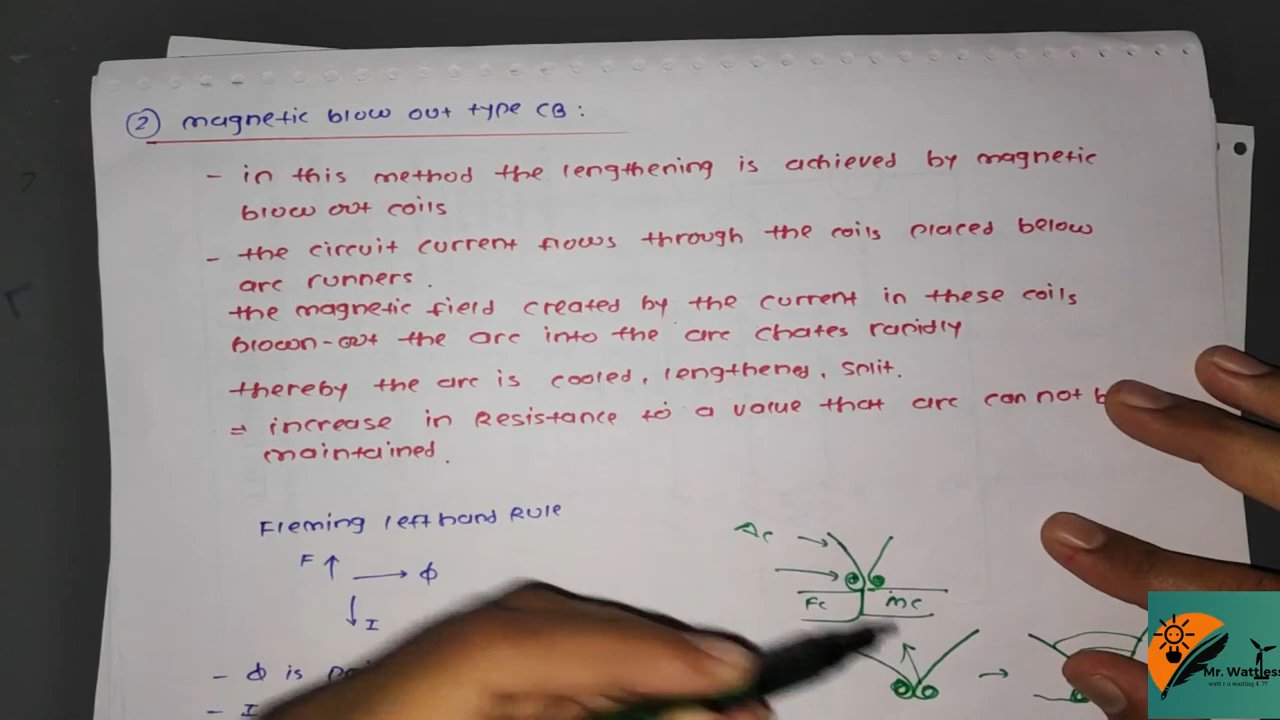 ② magnetic blow out type CB:
- in this method the lengthening is achieved by magnetic
blow out coils
- the circuit current flows through the coils placed below
arc runners.
the magnetic field created by the current in these coils
blown-out the arc into the arc chates rapidly
thereby the arc is cooled, lengthened, split.
= increase in Resistance to a value that arc can not b
maintained.
Fleming left hand Rule
F ↑ → ϕ
↓ I
Fc mc
- ϕ is
- I
Mr. Wattless